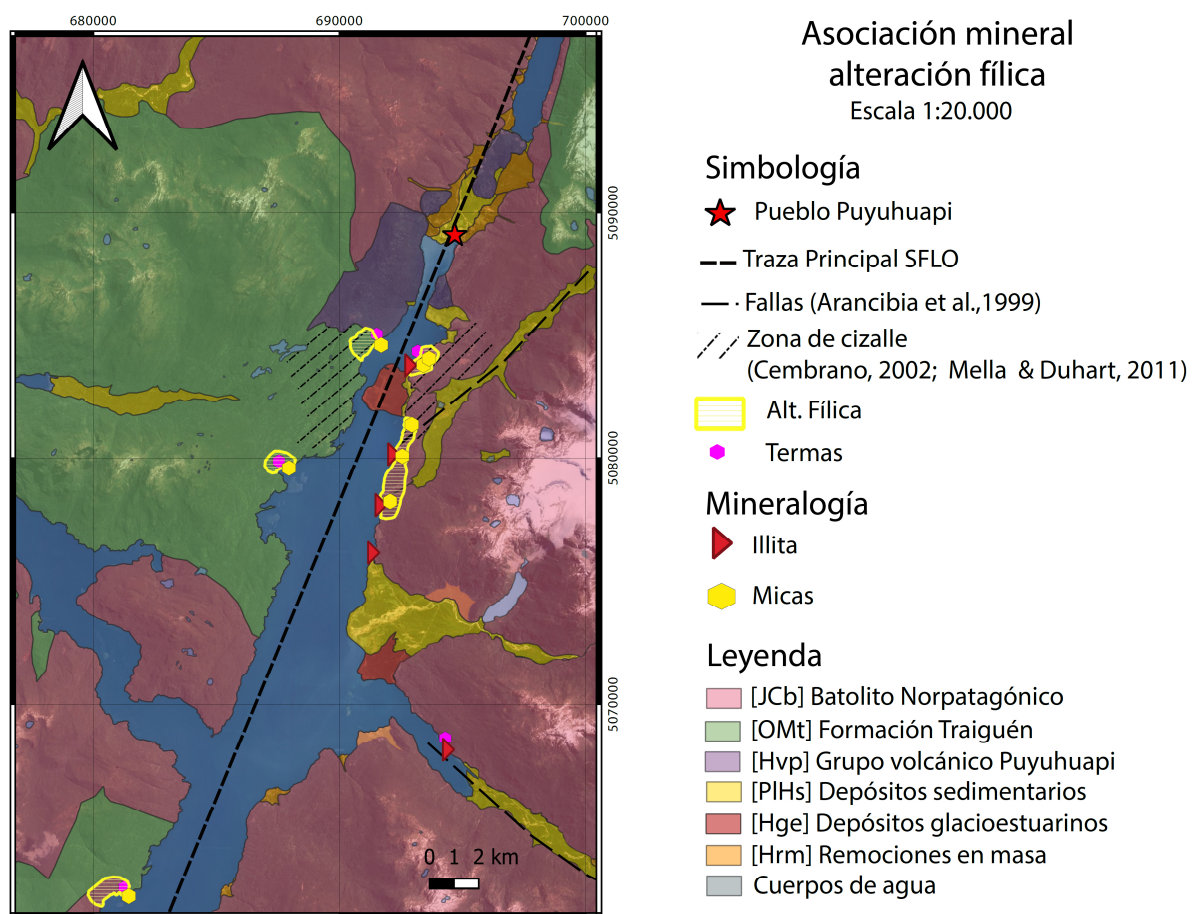 680000
690000
700000
5090000
5080000
5070000
0 1 2 km
Asociación mineral
alteración fílica
Escala 1:20.000
Simbología
Pueblo Puyuhuapi
Traza Principal SFLO
Fallas (Arancibia et al.,1999)
Zona de cizalle
(Cembrano, 2002; Mella & Duhart, 2011)
Alt. Fílica
Termas
Mineralogía
Illita
Micas
Leyenda
[JCb] Batolito Norpatagónico
[OMt] Formación Traiguén
[Hvp] Grupo volcánico Puyuhuapi
[PlHs] Depósitos sedimentarios
[Hge] Depósitos glacioestuarinos
[Hrm] Remociones en masa
Cuerpos de agua